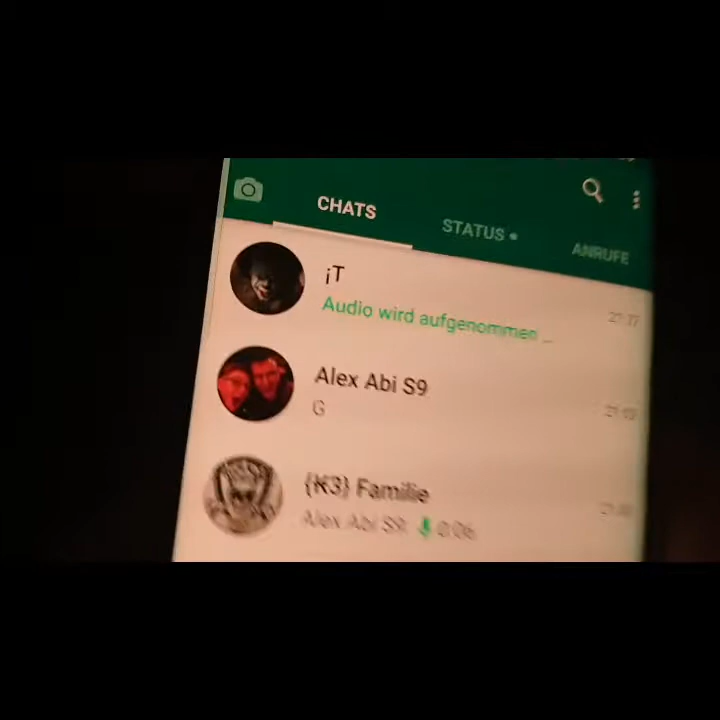 CHATS
STATUS
ANRUFE
¡T
Audio wird aufgenommen ...
Alex Abi S9
G
{K3} Familie
Alex Abi S9: 0:06